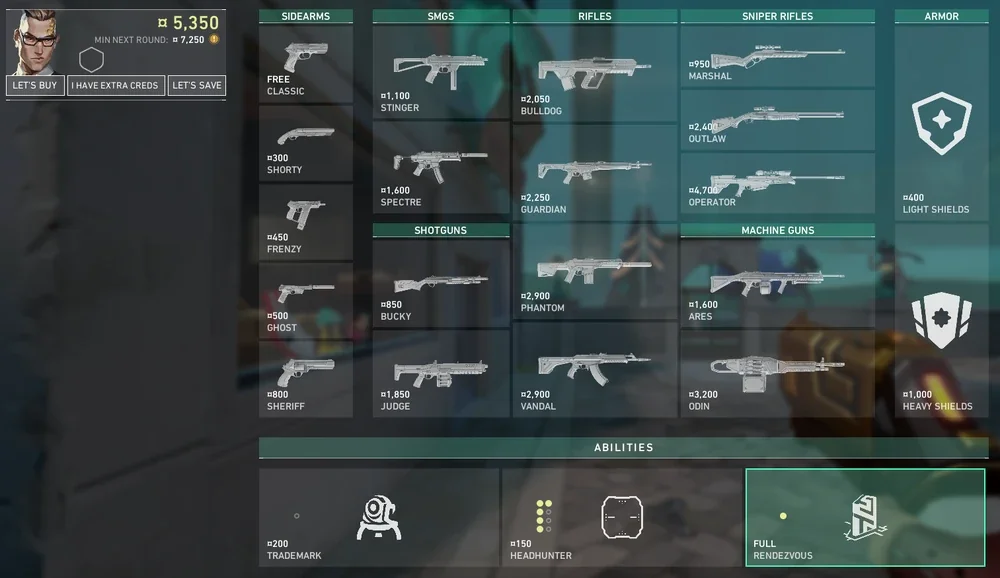 ¤ 5,350
MIN NEXT ROUND: ¤ 7,250
LET'S BUY
I HAVE EXTRA CREDS
LET'S SAVE
SIDEARMS
FREE
CLASSIC
¤300
SHORTY
¤450
FRENZY
¤500
GHOST
¤800
SHERIFF
SMGS
¤1,100
STINGER
¤1,600
SPECTRE
SHOTGUNS
¤850
BUCKY
¤1,850
JUDGE
RIFLES
¤2,050
BULLDOG
¤2,250
GUARDIAN
¤2,900
PHANTOM
¤2,900
VANDAL
SNIPER RIFLES
¤950
MARSHAL
¤2,400
OUTLAW
¤4,700
OPERATOR
MACHINE GUNS
¤1,600
ARES
¤3,200
ODIN
ARMOR
¤400
LIGHT SHIELDS
¤1,000
HEAVY SHIELDS
ABILITIES
¤200
TRADEMARK
¤150
HEADHUNTER
FULL
RENDEZVOUS